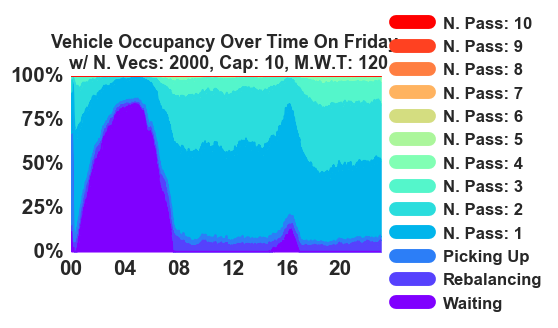 Vehicle Occupancy Over Time On Friday
w/ N. Vecs: 2000, Cap: 10, M.W.T: 120
100%
75%
50%
25%
0%
00 04 08 12 16 20
N. Pass: 10
N. Pass: 9
N. Pass: 8
N. Pass: 7
N. Pass: 6
N. Pass: 5
N. Pass: 4
N. Pass: 3
N. Pass: 2
N. Pass: 1
Picking Up
Rebalancing
Waiting